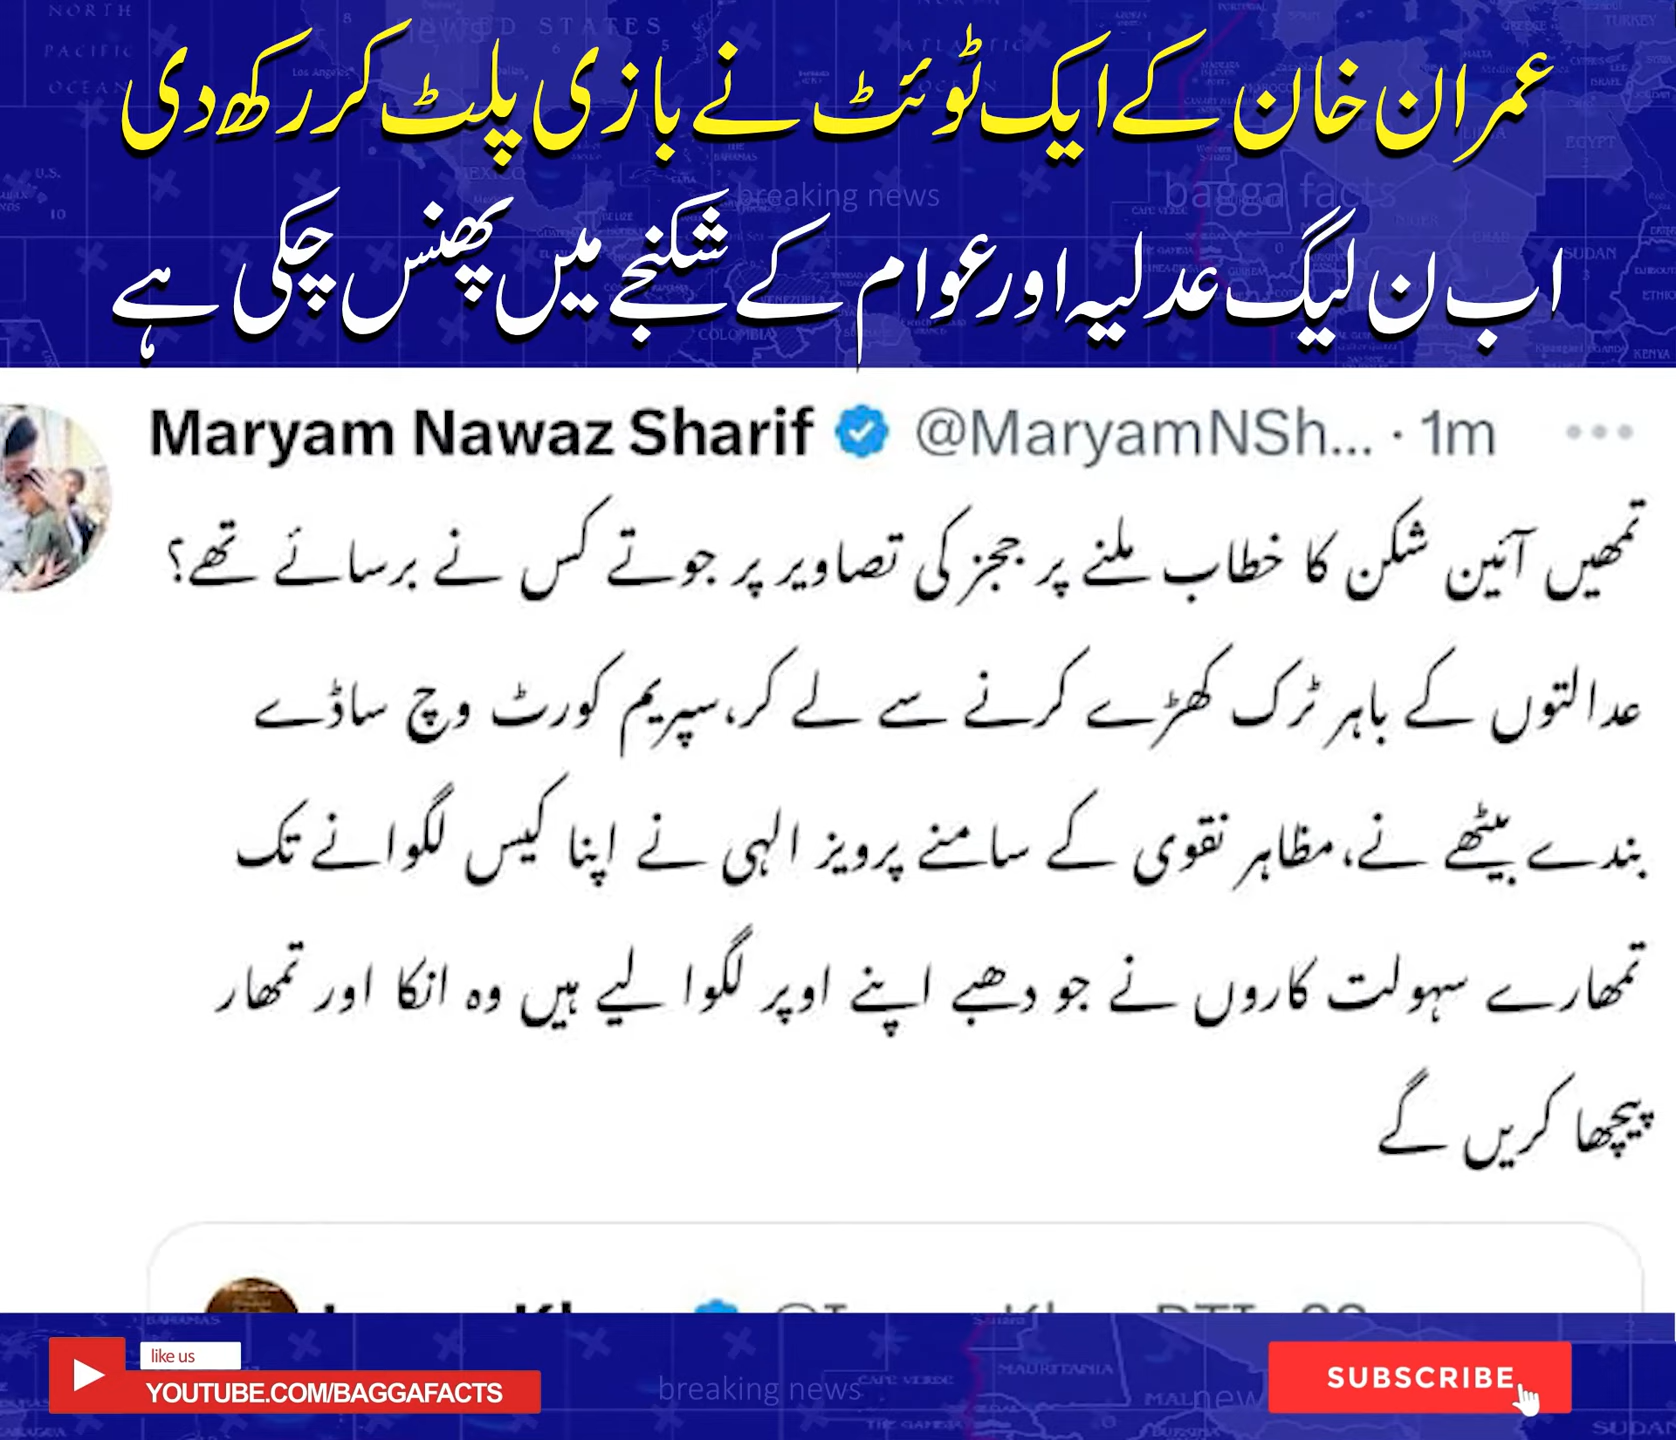 عمران خان کے ایک ٹوئٹ نے بازی پلٹ کر رکھ دی
اب ن لیگ عدلیہ اور عوام کے شکنجے میں پھنس چکی ہے
breaking news
bagga facts
Maryam Nawaz Sharif @MaryamNSh... · 1m
تمھیں آئین شکن کا خطاب ملنے پر ججز کی تصاویر پر جوتے کس نے برسائے تھے؟
عدالتوں کے باہر ٹرک کھڑے کرنے سے لے کر،سپریم کورٹ وچ ساڈے
بندے بیٹھے نے،مظاہر نقوی کے سامنے پرویز الہی نے اپنا کیس لگوانے تک
تمھارے سہولت کاروں نے جو دھبے اپنے اوپر لگوا لیے ہیں وہ انکا اور تمھار
پیچھا کریں گے
like us
YOUTUBE.COM/BAGGAFACTS
breaking news
SUBSCRIBE